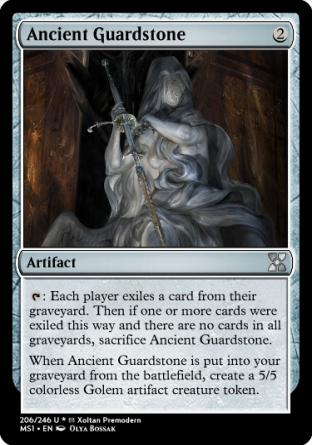 Ancient Guardstone 2
Artifact
: Each player exiles a card from their
graveyard. Then if one or more cards were
exiled this way and there are no cards in all
graveyards, sacrifice Ancient Guardstone.
When Ancient Guardstone is put into your
graveyard from the battlefield, create a 5/5
colorless Golem artifact creature token.
206/246 U * Xoltan Premodern
MSI • EN Olya Bossak